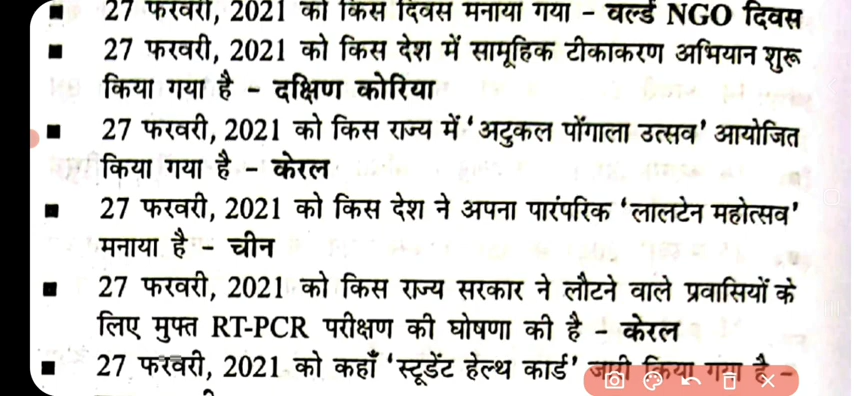 ■ 27 फरवरी, 2021 को किस दिवस मनाया गया - वर्ल्ड NGO दिवस
■ 27 फरवरी, 2021 को किस देश में सामूहिक टीकाकरण अभियान शुरू
किया गया है - दक्षिण कोरिया
■ 27 फरवरी, 2021 को किस राज्य में 'अटुकल पोंगाला उत्सव' आयोजित
किया गया है - केरल
■ 27 फरवरी, 2021 को किस देश ने अपना पारंपरिक 'लालटेन महोत्सव'
मनाया है - चीन
■ 27 फरवरी, 2021 को किस राज्य सरकार ने लौटने वाले प्रवासियों के
लिए मुफ्त RT-PCR परीक्षण की घोषणा की है - केरल
■ 27 फरवरी, 2021 को कहाँ 'स्टूडेंट हेल्थ कार्ड' जारी किया गया है -